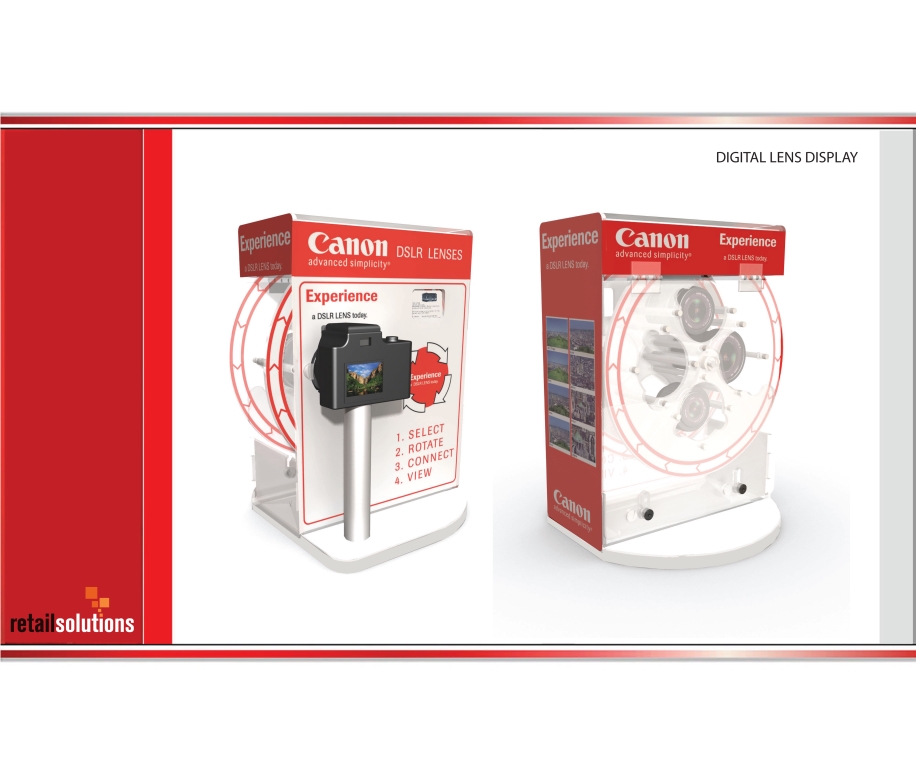 DIGITAL LENS DISPLAY
Experience
a DSLR LENS today.
Canon DSLR LENSES
advanced simplicity®
Experience
a DSLR LENS today.
Experience
1. SELECT
2. ROTATE
3. CONNECT
4. VIEW
Experience
a DSLR LENS today.
Canon
advanced simplicity®
Experience
a DSLR LENS today.
Canon
advanced simplicity®
retailsolutions